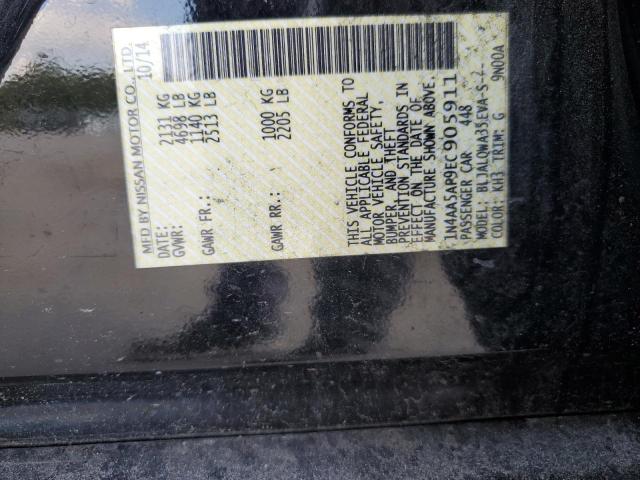 MFD BY NISSAN MOTOR CO., LTD.
DATE: 10/14
GVWR: 2131 KG
4698 LB
GAWR FR: 1140 KG
2513 LB
GAWR RR: 1000 KG
2205 LB
THIS VEHICLE CONFORMS TO
ALL APPLICABLE FEDERAL
MOTOR VEHICLE SAFETY,
BUMPER, AND THEFT
PREVENTION STANDARDS IN
EFFECT ON THE DATE OF
MANUFACTURE SHOWN ABOVE.
1N4AA5AP9EC905911
PASSENGER CAR 448
MODEL: BLJALQWA35EVA-S-Z
COLOR: KH3 TRIM: G 9N00A